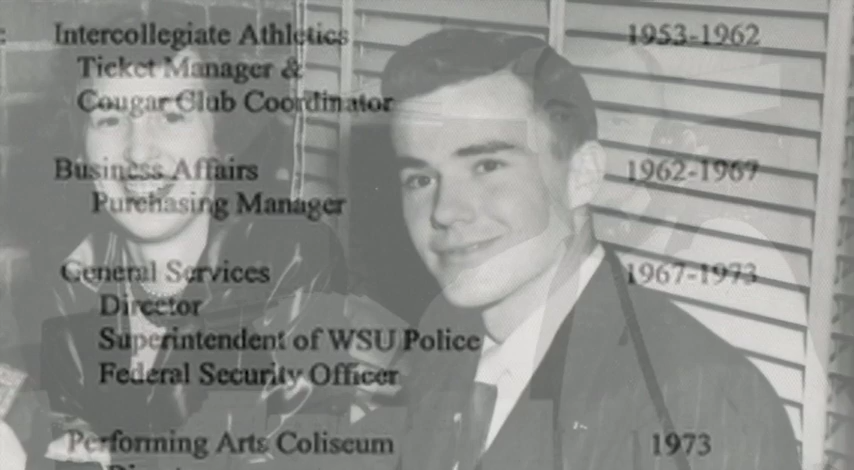 : Intercollegiate Athletics 1953-1962
Ticket Manager &
Cougar Club Coordinator
Business Affairs 1962-1967
Purchasing Manager
General Services 1967-1973
Director
Superintendent of WSU Police
Federal Security Officer
Performing Arts Coliseum 1973